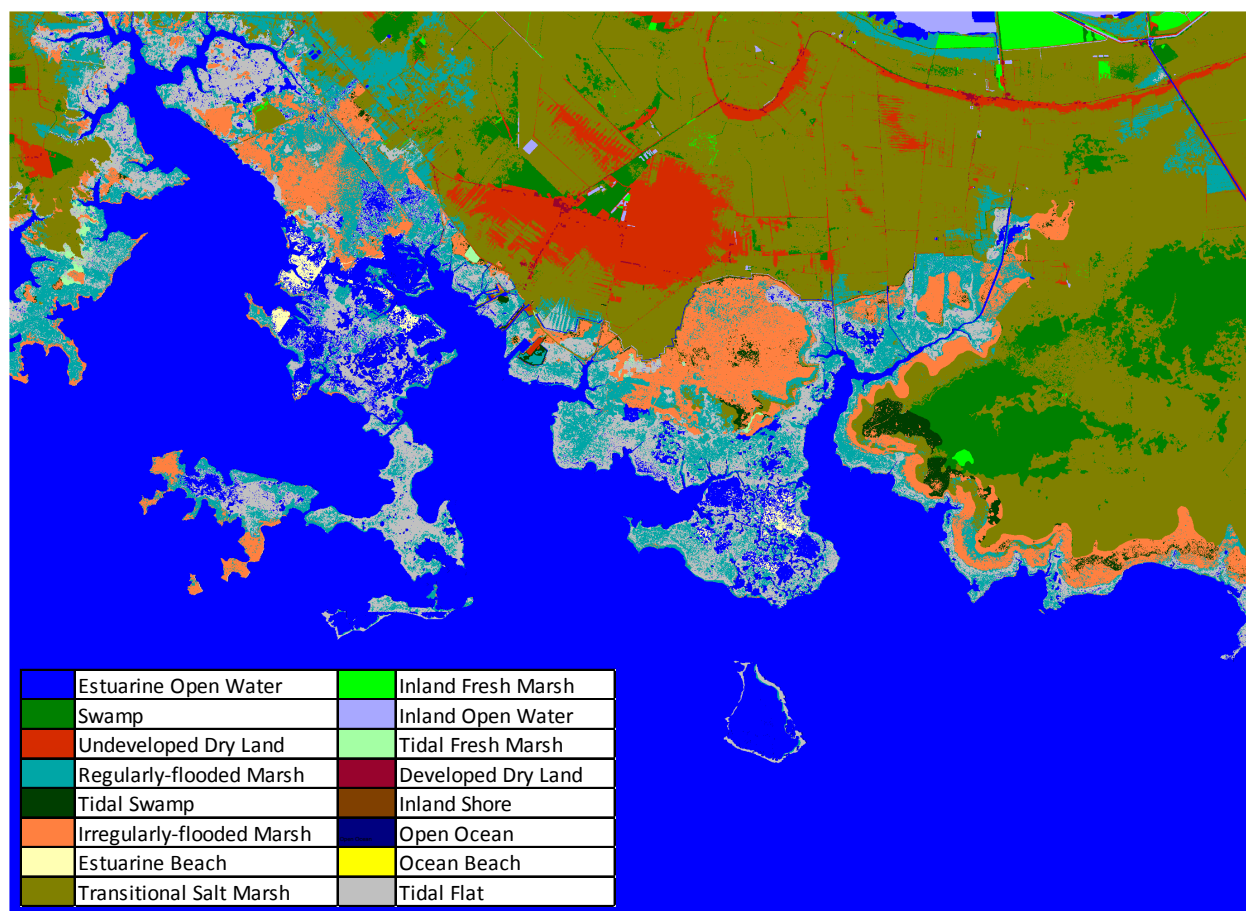 Estuarine Open Water Inland Fresh Marsh
Swamp Inland Open Water
Undeveloped Dry Land Tidal Fresh Marsh
Regularly-flooded Marsh Developed Dry Land
Tidal Swamp Inland Shore
Irregularly-flooded Marsh Open Ocean
Estuarine Beach Ocean Beach
Transitional Salt Marsh Tidal Flat